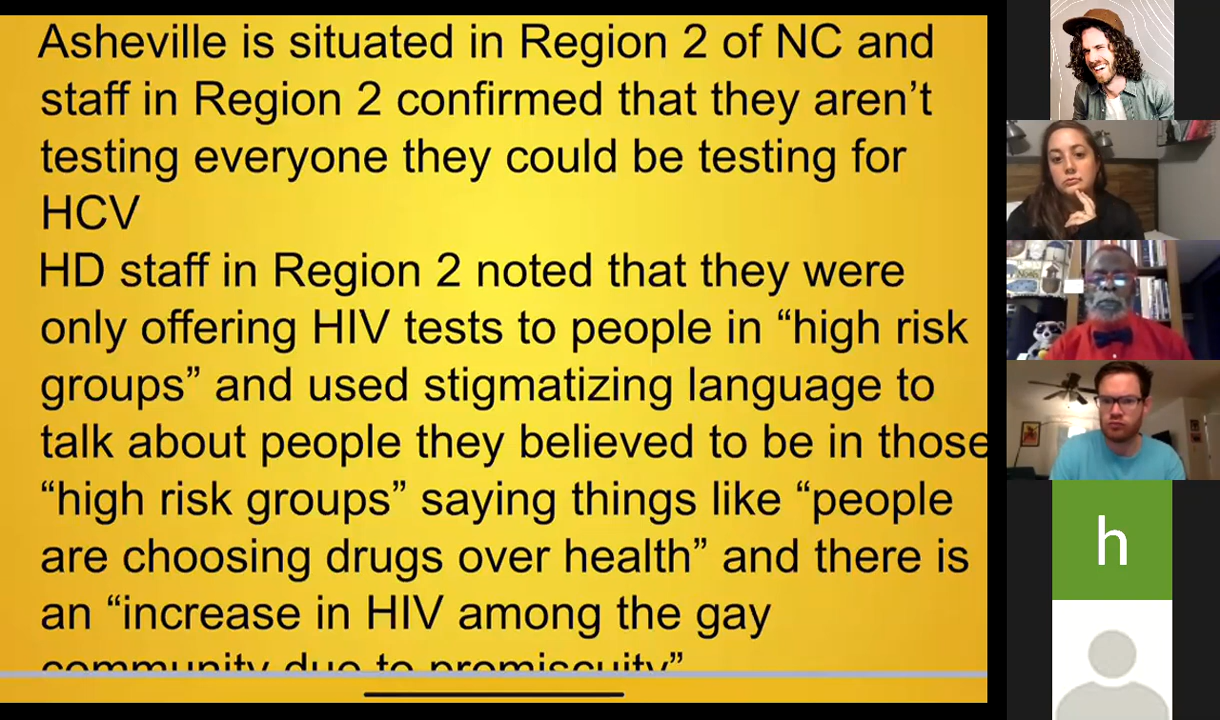 Asheville is situated in Region 2 of NC and
staff in Region 2 confirmed that they aren’t
testing everyone they could be testing for
HCV
HD staff in Region 2 noted that they were
only offering HIV tests to people in “high risk
groups” and used stigmatizing language to
talk about people they believed to be in those
“high risk groups” saying things like “people
are choosing drugs over health” and there is
an “increase in HIV among the gay
community due to promiscuity”
h